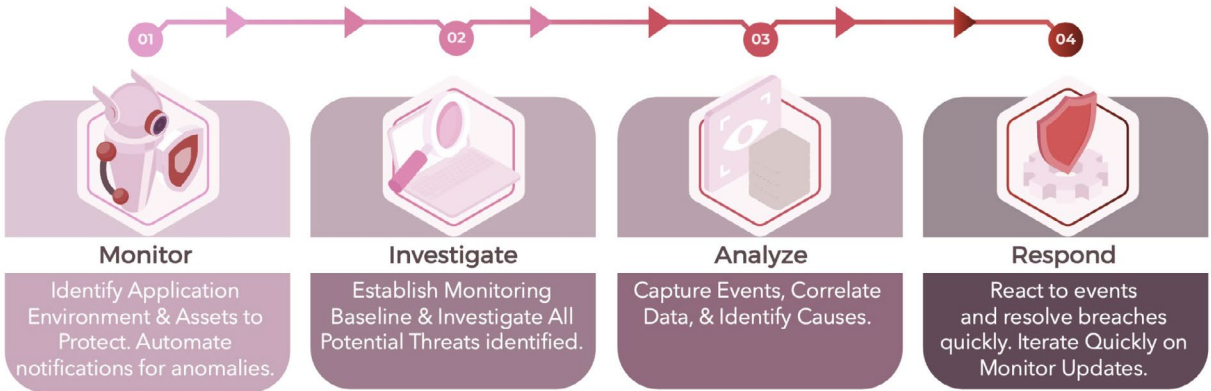 01
02
03
04
Monitor
Identify Application
Environment & Assets to
Protect. Automate
notifications for anomalies.
Investigate
Establish Monitoring
Baseline & Investigate All
Potential Threats identified.
Analyze
Capture Events, Correlate
Data, & Identify Causes.
Respond
React to events
and resolve breaches
quickly. Iterate Quickly on
Monitor Updates.